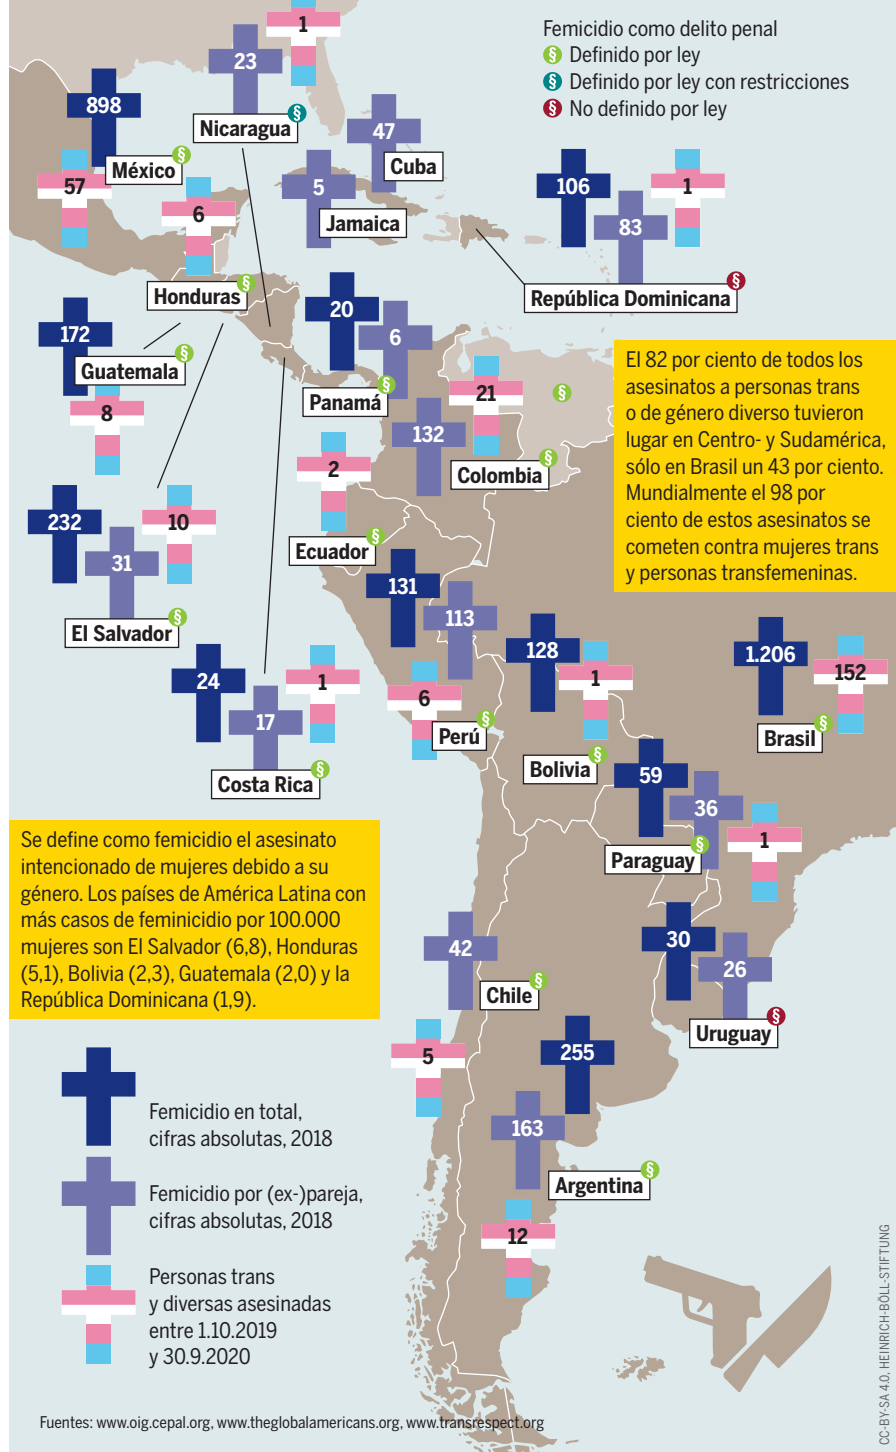 Femicidio como delito penal
§ Definido por ley
§ Definido por ley con restricciones
§ No definido por ley
1
23
Nicaragua §
898
México §
57
6
Honduras §
47
Cuba
5
Jamaica
106
83
1
República Dominicana §
172
Guatemala §
8
20
6
Panamá §
21
132
Colombia §
§
El 82 por ciento de todos los
asesinatos a personas trans
o de género diverso tuvieron
lugar en Centro- y Sudamérica,
sólo en Brasil un 43 por ciento.
Mundialmente el 98 por
ciento de estos asesinatos se
cometen contra mujeres trans
y personas transfemeninas.
2
Ecuador §
232
31
10
El Salvador §
131
113
6
Perú §
128
1
Bolivia §
1.206
152
Brasil §
24
17
1
Costa Rica §
59
36
1
Paraguay §
Se define como femicidio el asesinato
intencionado de mujeres debido a su
género. Los países de América Latina con
más casos de feminicidio por 100.000
mujeres son El Salvador (6,8), Honduras
(5,1), Bolivia (2,3), Guatemala (2,0) y la
República Dominicana (1,9).
42
Chile §
5
30
26
Uruguay §
255
163
Argentina §
12
Femicidio en total,
cifras absolutas, 2018
Femicidio por (ex-)pareja,
cifras absolutas, 2018
Personas trans
y diversas asesinadas
entre 1.10.2019
y 30.9.2020
Fuentes: www.oig.cepal.org, www.theglobalamericans.org, www.transrespect.org
CC-BY-SA 4.0, HEINRICH-BÖLL-STIFTUNG